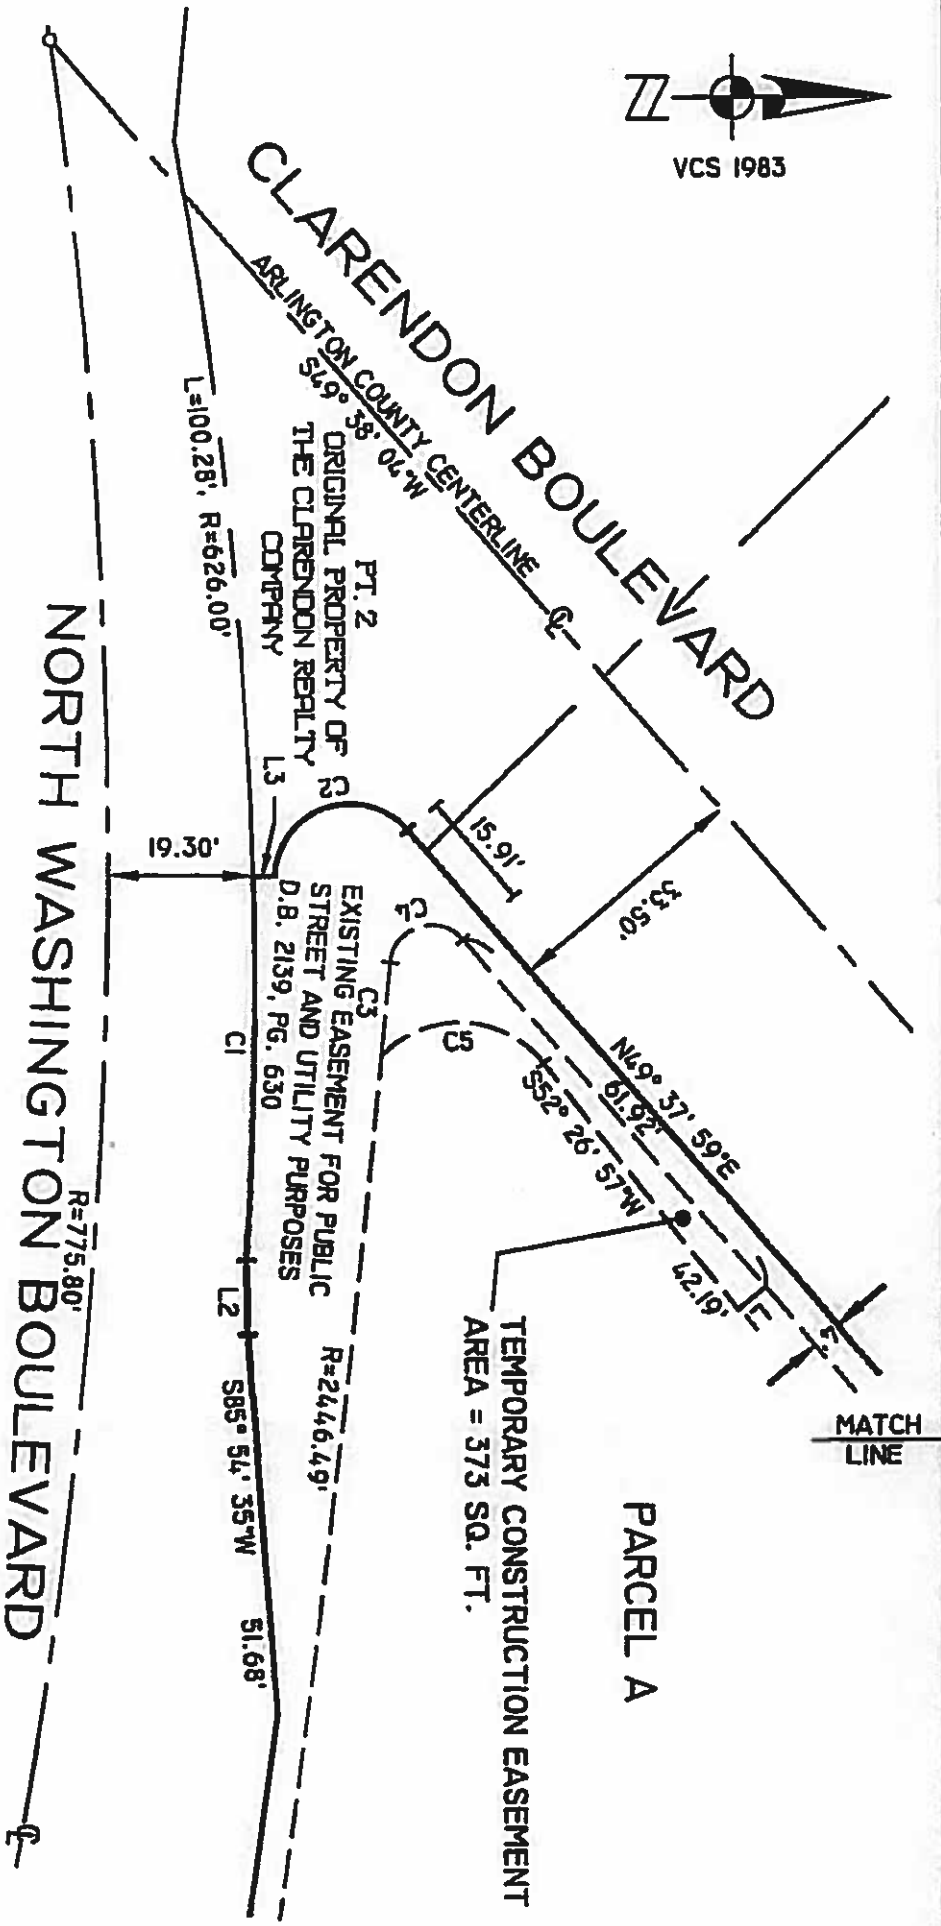 N
VCS 1983
CLARENDON BOULEVARD
ARLINGTON COUNTY CENTERLINE
S49° 38' 04"W
PT. 2
ORIGINAL PROPERTY OF
THE CLARENDON REALTY
COMPANY
L=100.28', R=626.00'
L3
C2
15.91'
53.50'
19.30'
EXISTING EASEMENT FOR PUBLIC
STREET AND UTILITY PURPOSES
D.B. 2139, PG. 630
C4
C3
C5
C1
N49° 37' 59"E
61.92'
S52° 26' 57"W
42.19'
L1
3'
MATCH
LINE
TEMPORARY CONSTRUCTION EASEMENT
AREA = 373 SQ. FT.
PARCEL A
R=2446.49'
L2
S85° 54' 35"W
51.68'
R=775.80'
NORTH WASHINGTON BOULEVARD